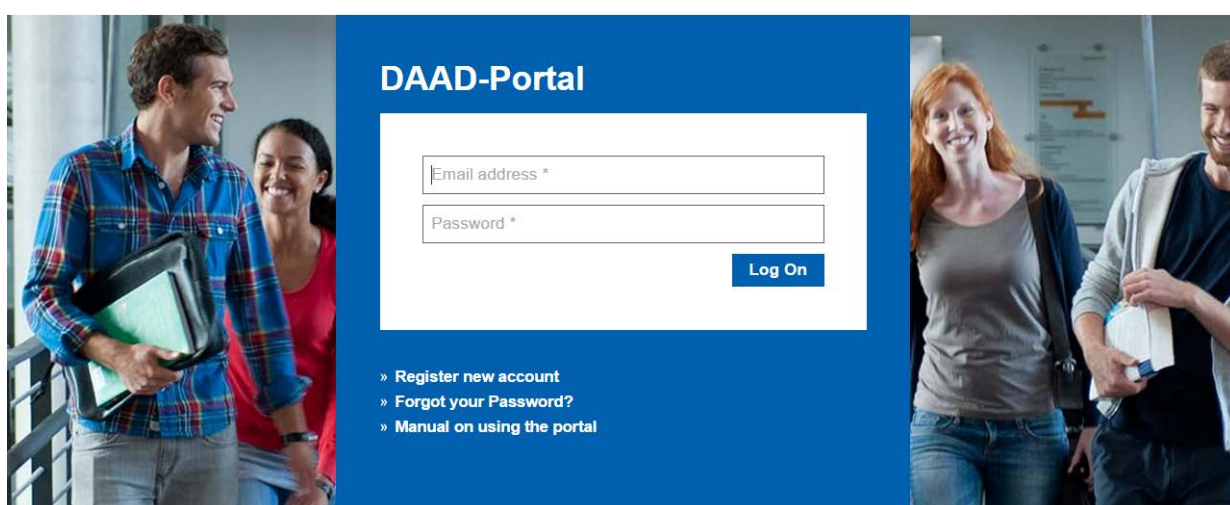 DAAD-Portal
Email address *
Password *
Log On
» Register new account
» Forgot your Password?
» Manual on using the portal